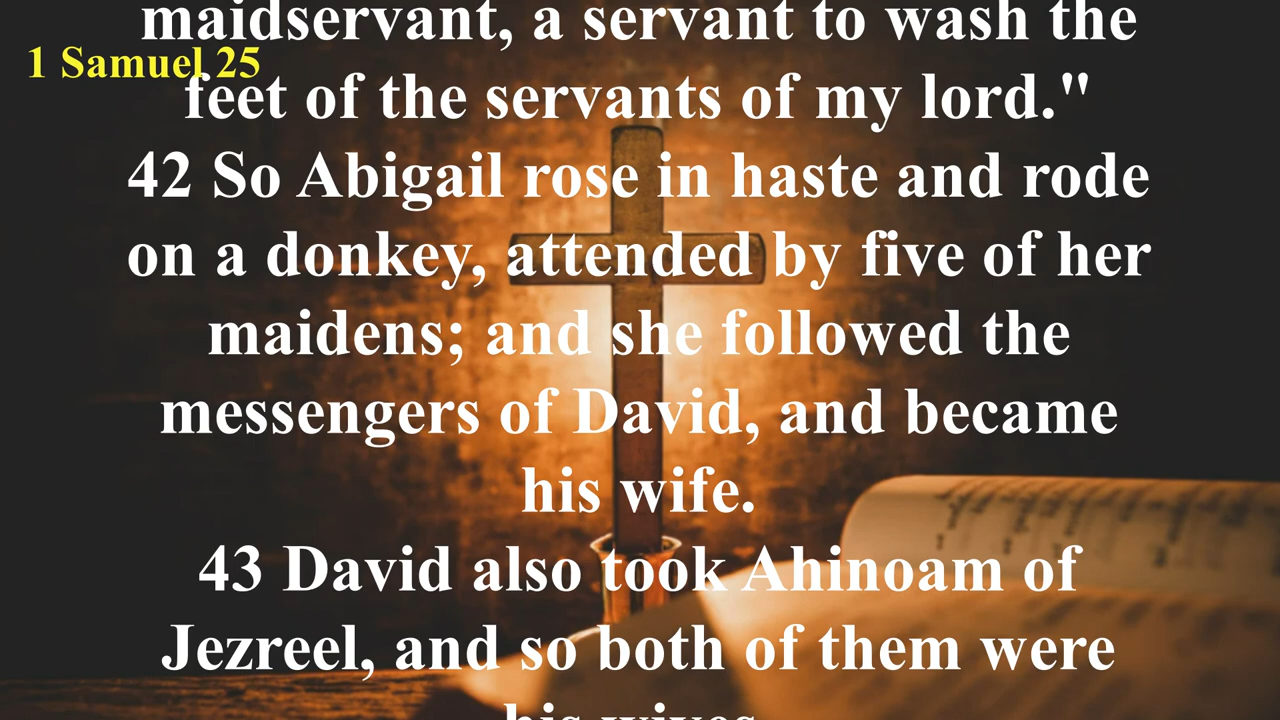 maidservant, a servant to wash the
1 Samuel 25
feet of the servants of my lord."
42 So Abigail rose in haste and rode
on a donkey, attended by five of her
maidens; and she followed the
messengers of David, and became
his wife.
43 David also took Ahinoam of
Jezreel, and so both of them were
his wives